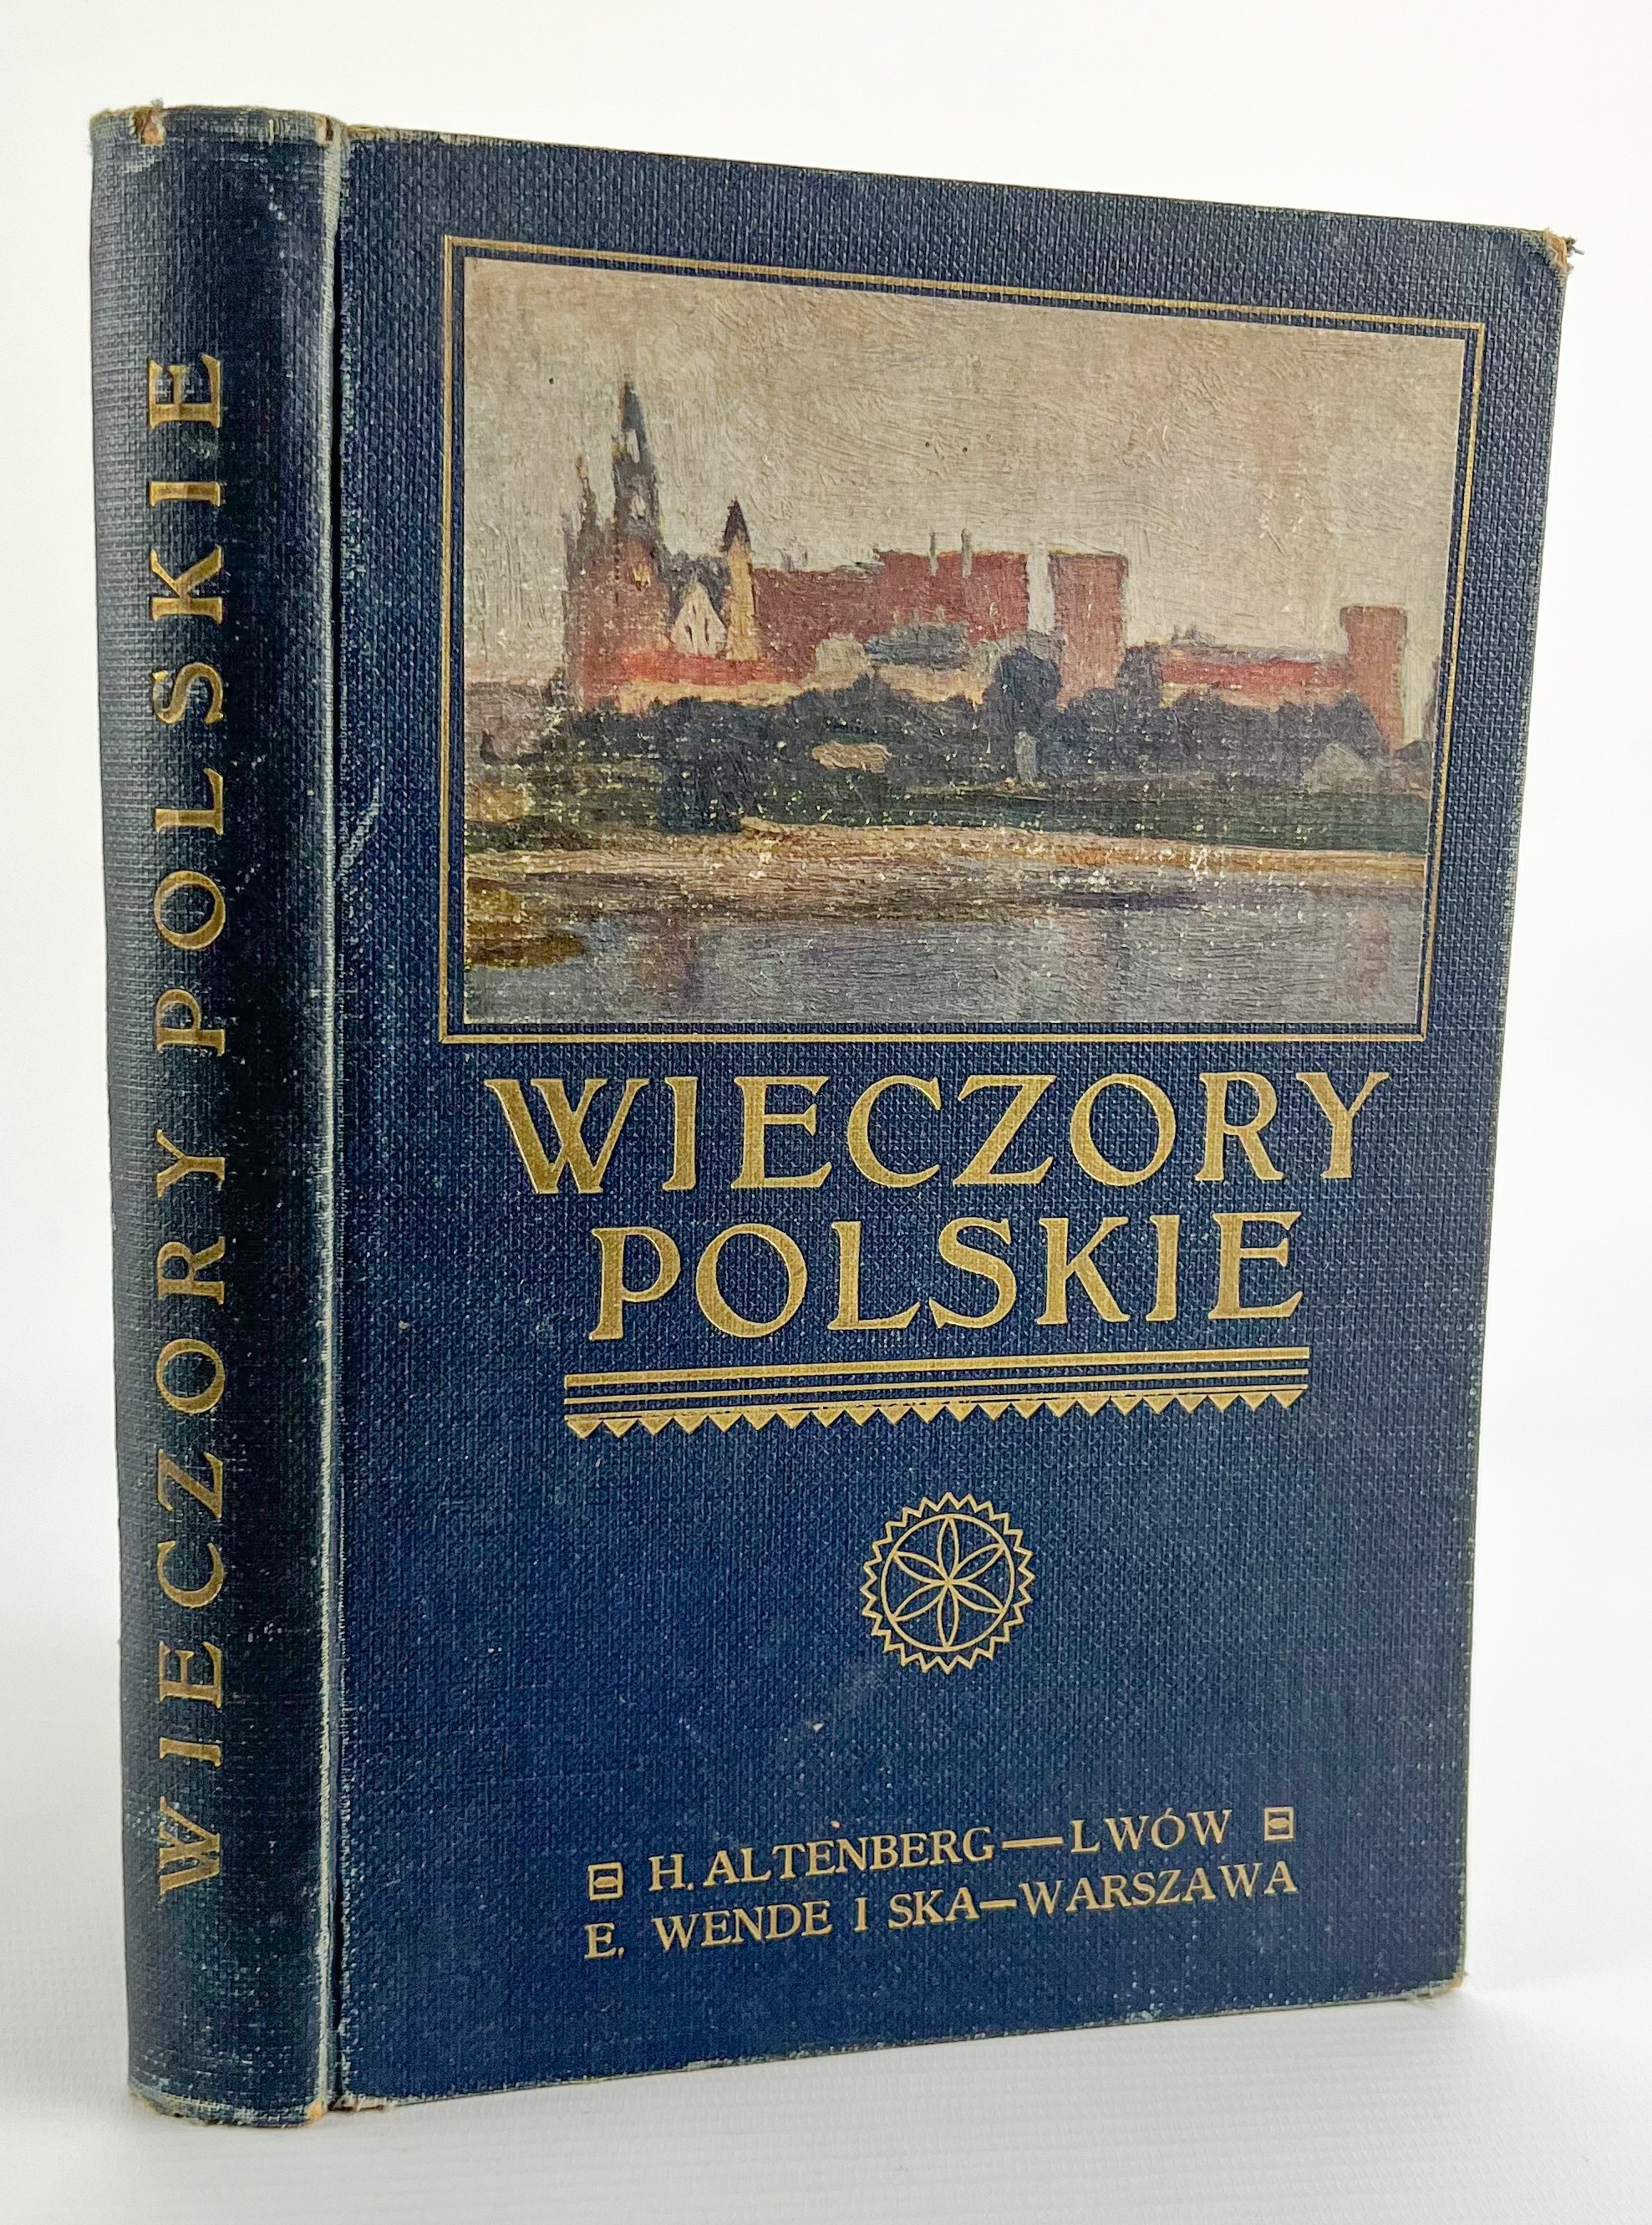 WIECZORY POLSKIE
WIECZORY
POLSKIE
H. ALTENBERG—LWÓW
E. WENDE I SKA—WARSZAWA